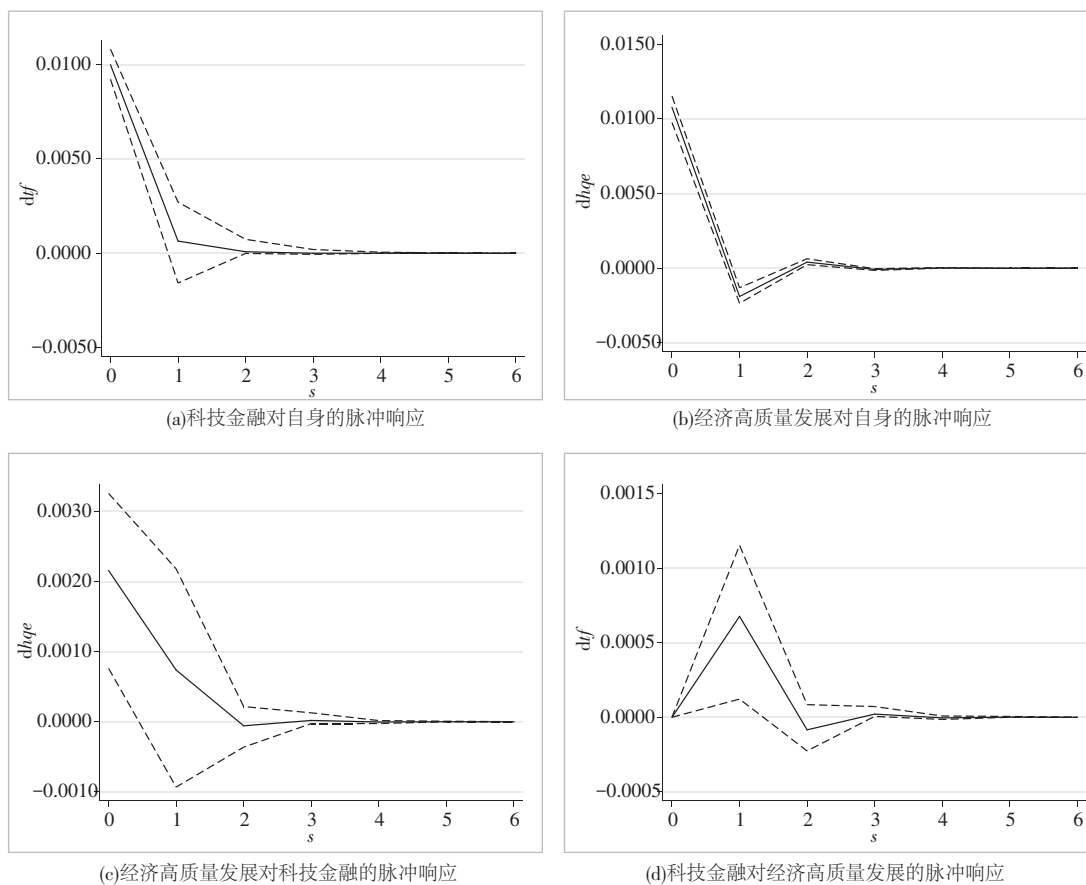 0.0100
0.0050
0.0000
−0.0050
dtf
0 1 2 3 4 5 6
s
(a)科技金融对自身的脉冲响应
0.0150
0.0100
0.0050
0.0000
−0.0050
dhqe
0 1 2 3 4 5 6
s
(b)经济高质量发展对自身的脉冲响应
0.0030
0.0020
0.0010
0.0000
−0.0010
dhqe
0 1 2 3 4 5 6
s
(c)经济高质量发展对科技金融的脉冲响应
0.0015
0.0010
0.0005
0.0000
−0.0005
dtf
0 1 2 3 4 5 6
s
(d)科技金融对经济高质量发展的脉冲响应